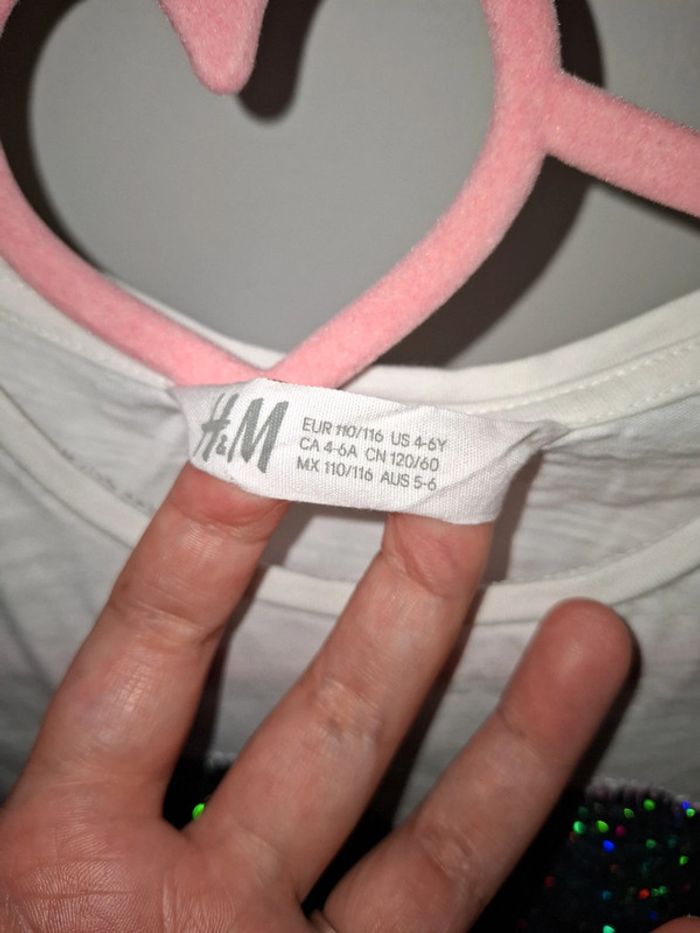 H&M
EUR 110/116 US 4-6Y
CA 4-6A CN 120/60
MX 110/116 AUS 5-6